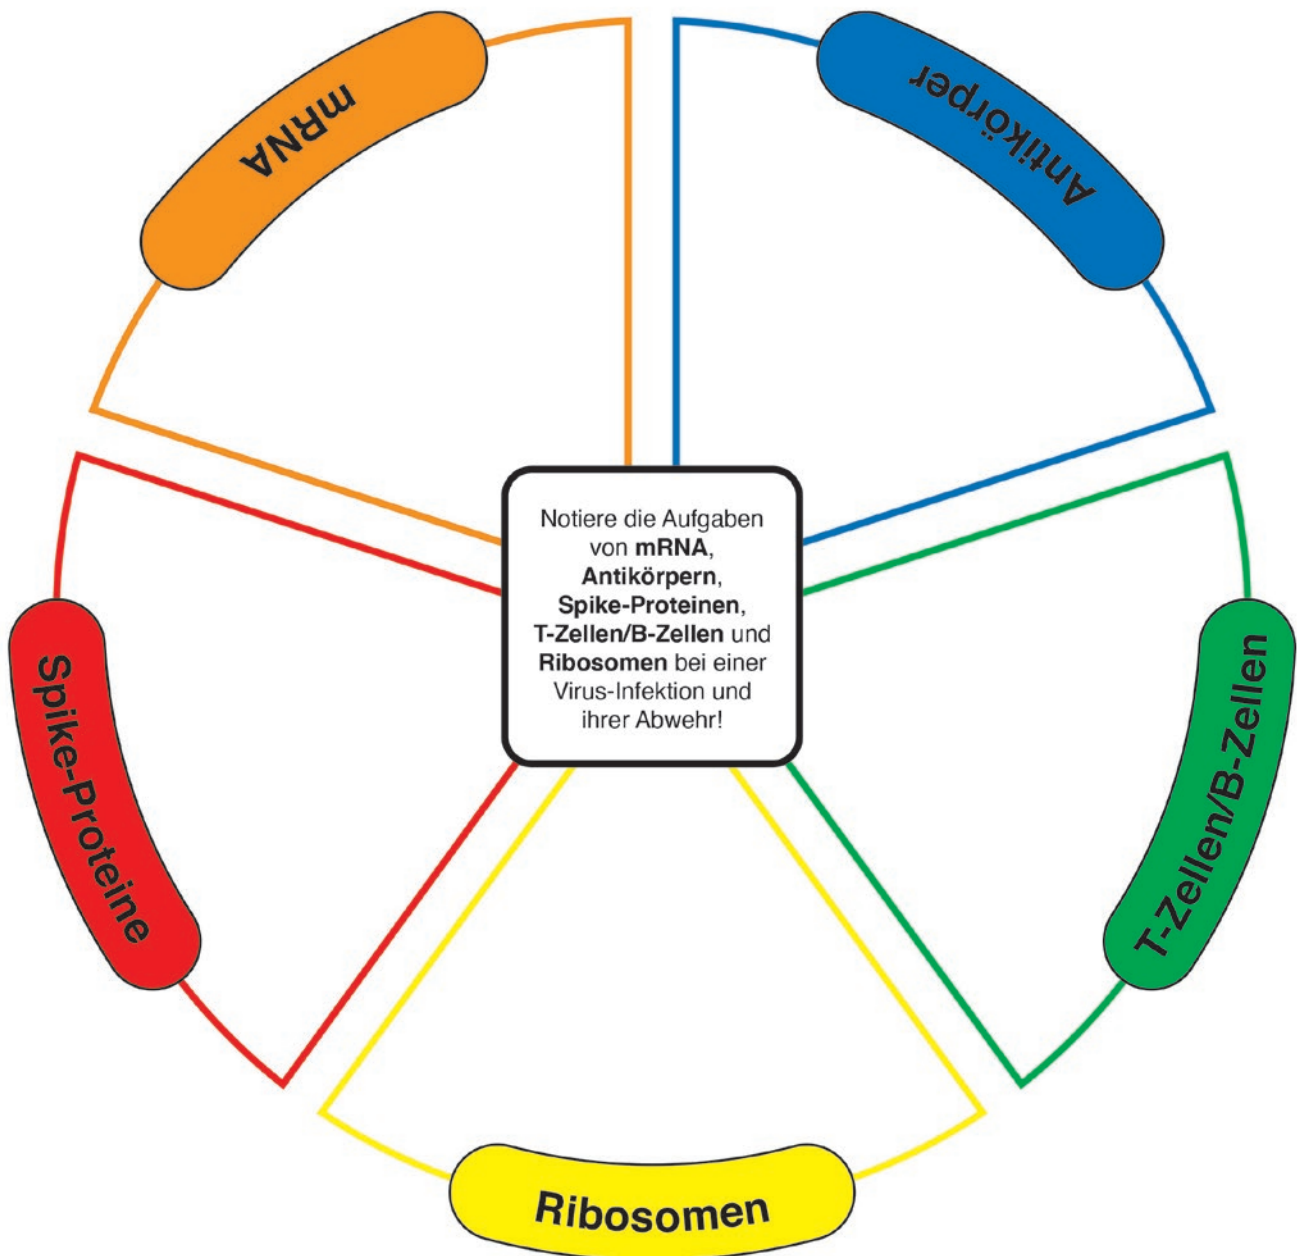 mRNA
Antikörper
Notiere die Aufgaben
von mRNA,
Antikörpern,
Spike-Proteinen,
T-Zellen/B-Zellen und
Ribosomen bei einer
Virus-Infektion und
ihrer Abwehr!
Spike-Proteine
T-Zellen/B-Zellen
Ribosomen